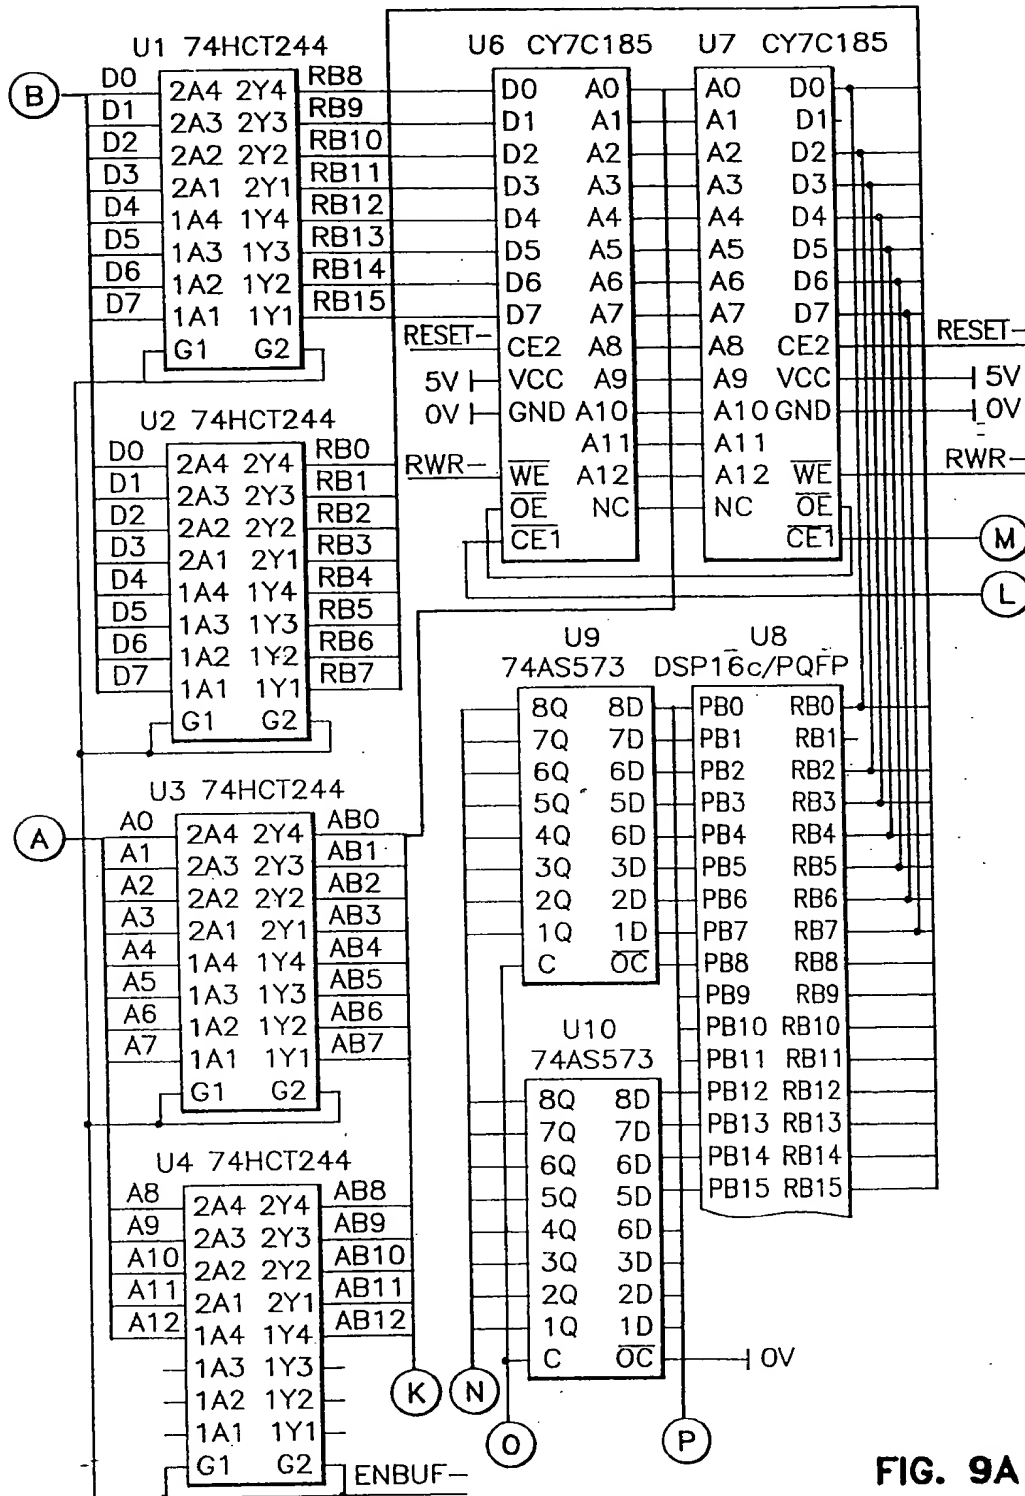 U1 74HCT244
U6 CY7C185
U7 CY7C185
B
D0 2A4 2Y4 RB8
D1 2A3 2Y3 RB9
D2 2A2 2Y2 RB10
D3 2A1 2Y1 RB11
D4 1A4 1Y4 RB12
D5 1A3 1Y3 RB13
D6 1A2 1Y2 RB14
D7 1A1 1Y1 RB15
G1 G2
D0 A0
D1 A1
D2 A2
D3 A3
D4 A4
D5 A5
D6 A6
D7 A7
RESET- CE2 A8
5V VCC A9
0V GND A10
A11
RWR- WE A12
OE NC
CE1
A0 D0
A1 D1
A2 D2
A3 D3
A4 D4
A5 D5
A6 D6
A7 D7
A8 CE2 RESET-
A9 VCC 5V
A10 GND 0V
A11
A12 WE RWR-
NC OE
CE1 M
L
U2 74HCT244
D0 2A4 2Y4 RB0
D1 2A3 2Y3 RB1
D2 2A2 2Y2 RB2
D3 2A1 2Y1 RB3
D4 1A4 1Y4 RB4
D5 1A3 1Y3 RB5
D6 1A2 1Y2 RB6
D7 1A1 1Y1 RB7
G1 G2
U9
74AS573
8Q 8D
7Q 7D
6Q 6D
5Q 5D
4Q 6D
3Q 3D
2Q 2D
1Q 1D
C OC
U8
DSP16c/PQFP
PB0 RB0
PB1 RB1
PB2 RB2
PB3 RB3
PB4 RB4
PB5 RB5
PB6 RB6
PB7 RB7
PB8 RB8
PB9 RB9
PB10 RB10
PB11 RB11
PB12 RB12
PB13 RB13
PB14 RB14
PB15 RB15
U3 74HCT244
A
A0 2A4 2Y4 AB0
A1 2A3 2Y3 AB1
A2 2A2 2Y2 AB2
A3 2A1 2Y1 AB3
A4 1A4 1Y4 AB4
A5 1A3 1Y3 AB5
A6 1A2 1Y2 AB6
A7 1A1 1Y1 AB7
G1 G2
U10
74AS573
8Q 8D
7Q 7D
6Q 6D
5Q 5D
4Q 6D
3Q 3D
2Q 2D
1Q 1D
C OC 0V
U4 74HCT244
A8 2A4 2Y4 AB8
A9 2A3 2Y3 AB9
A10 2A2 2Y2 AB10
A11 2A1 2Y1 AB11
A12 1A4 1Y4 AB12
1A3 1Y3
1A2 1Y2
1A1 1Y1
G1 G2 ENBUF-
K N O P
FIG. 9A